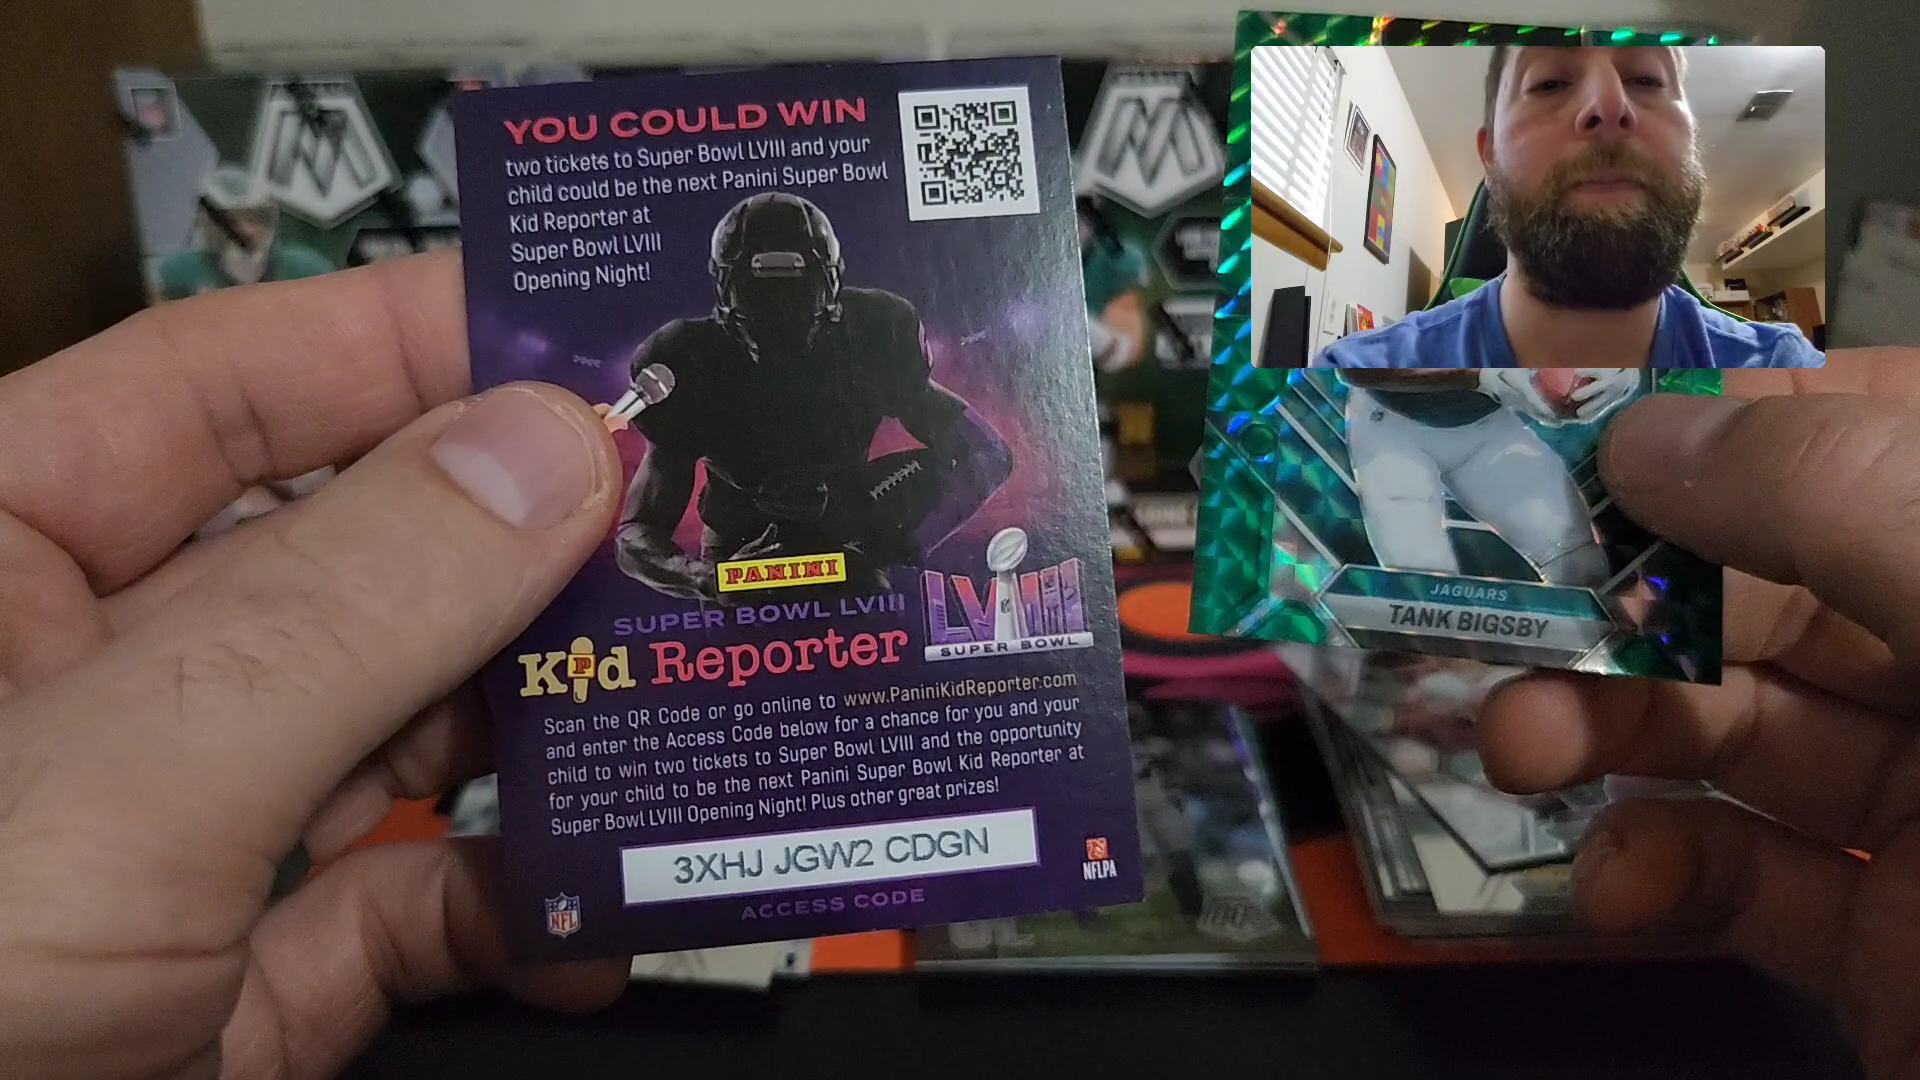 YOU COULD WIN
two tickets to Super Bowl LVIII and your
child could be the next Panini Super Bowl
Kid Reporter at
Super Bowl LVIII
Opening Night!
PANINI
SUPER BOWL LVIII
Kid Reporter
LVIII
SUPER BOWL
Scan the QR Code or go online to www.PaniniKidReporter.com
and enter the Access Code below for a chance for you and your
child to win two tickets to Super Bowl LVIII and the opportunity
for your child to be the next Panini Super Bowl Kid Reporter at
Super Bowl LVIII Opening Night! Plus other great prizes!
3XHJ JGW2 CDGN
ACCESS CODE
NFL
NFLPA
JAGUARS
TANK BIGSBY